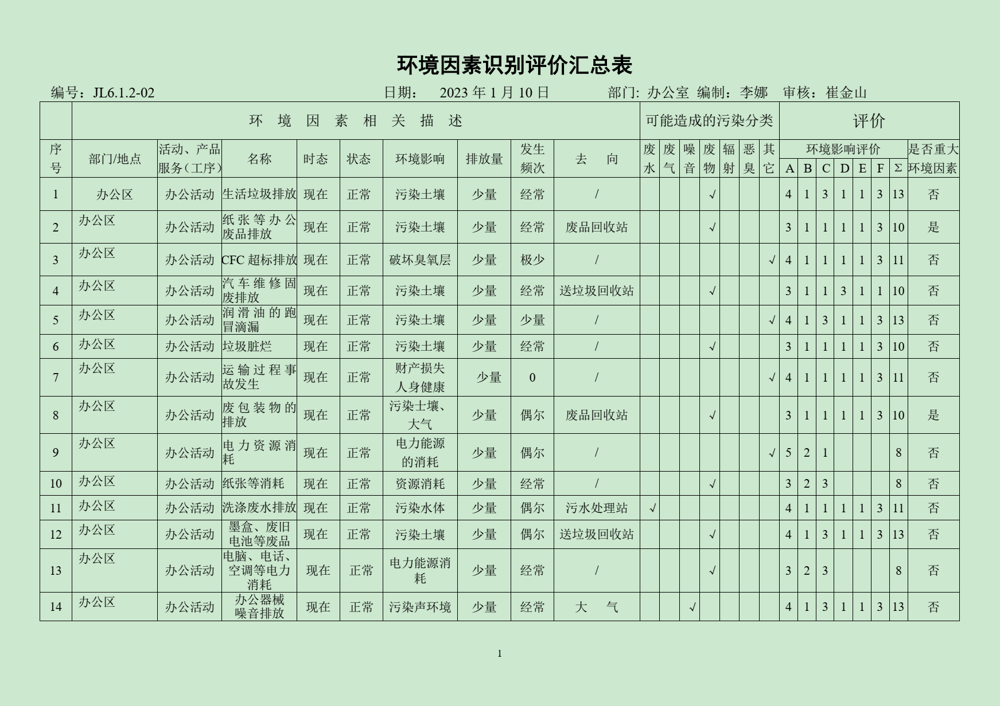 环境因素识别评价汇总表
编号：JL6.1.2-02 日期： 2023 年 1 月 10 日 部门: 办公室 编制：李娜 审核：崔金山
环 境 因 素 相 关 描 述 可能造成的污染分类 评价
序号 部门/地点 活动、产品服务（工序） 名称 时态 状态 环境影响 排放量 发生频次 去 向 废水 废气 噪音 废物 辐射 恶臭 其它 环境影响评价 是否重大环境因素
A B C D E F Σ
1 办公区 办公活动 生活垃圾排放 现在 正常 污染土壤 少量 经常 / √ 4 1 3 1 1 3 13 否
2 办公区 办公活动 纸张等办公废品排放 现在 正常 污染土壤 少量 经常 废品回收站 √ 3 1 1 1 1 3 10 是
3 办公区 办公活动 CFC 超标排放 现在 正常 破坏臭氧层 少量 极少 / √ 4 1 1 1 1 3 11 否
4 办公区 办公活动 汽车维修固废排放 现在 正常 污染土壤 少量 经常 送垃圾回收站 √ 3 1 1 3 1 1 10 否
5 办公区 办公活动 润滑油的跑冒滴漏 现在 正常 污染土壤 少量 少量 / √ 4 1 3 1 1 3 13 否
6 办公区 办公活动 垃圾脏烂 现在 正常 污染土壤 少量 经常 / √ 3 1 1 1 1 3 10 否
7 办公区 办公活动 运输过程事故发生 现在 正常 财产损失人身健康 少量 0 / √ 4 1 1 1 1 3 11 否
8 办公区 办公活动 废包装物的排放 现在 正常 污染士壤、大气 少量 偶尔 废品回收站 √ 3 1 1 1 1 3 10 是
9 办公区 办公活动 电力资源消耗 现在 正常 电力能源的消耗 少量 偶尔 / √ 5 2 1 8 否
10 办公区 办公活动 纸张等消耗 现在 正常 资源消耗 少量 经常 / √ 3 2 3 8 否
11 办公区 办公活动 洗涤废水排放 现在 正常 污染水体 少量 偶尔 污水处理站 √ 4 1 1 1 1 3 11 否
12 办公区 办公活动 墨盒、废旧电池等废品 现在 正常 污染土壤 少量 偶尔 送垃圾回收站 √ 4 1 3 1 1 3 13 否
13 办公区 办公活动 电脑、电话、空调等电力消耗 现在 正常 电力能源消耗 少量 经常 / √ 3 2 3 8 否
14 办公区 办公活动 办公器械噪音排放 现在 正常 污染声环境 少量 经常 大 气 √ 4 1 3 1 1 3 13 否
1